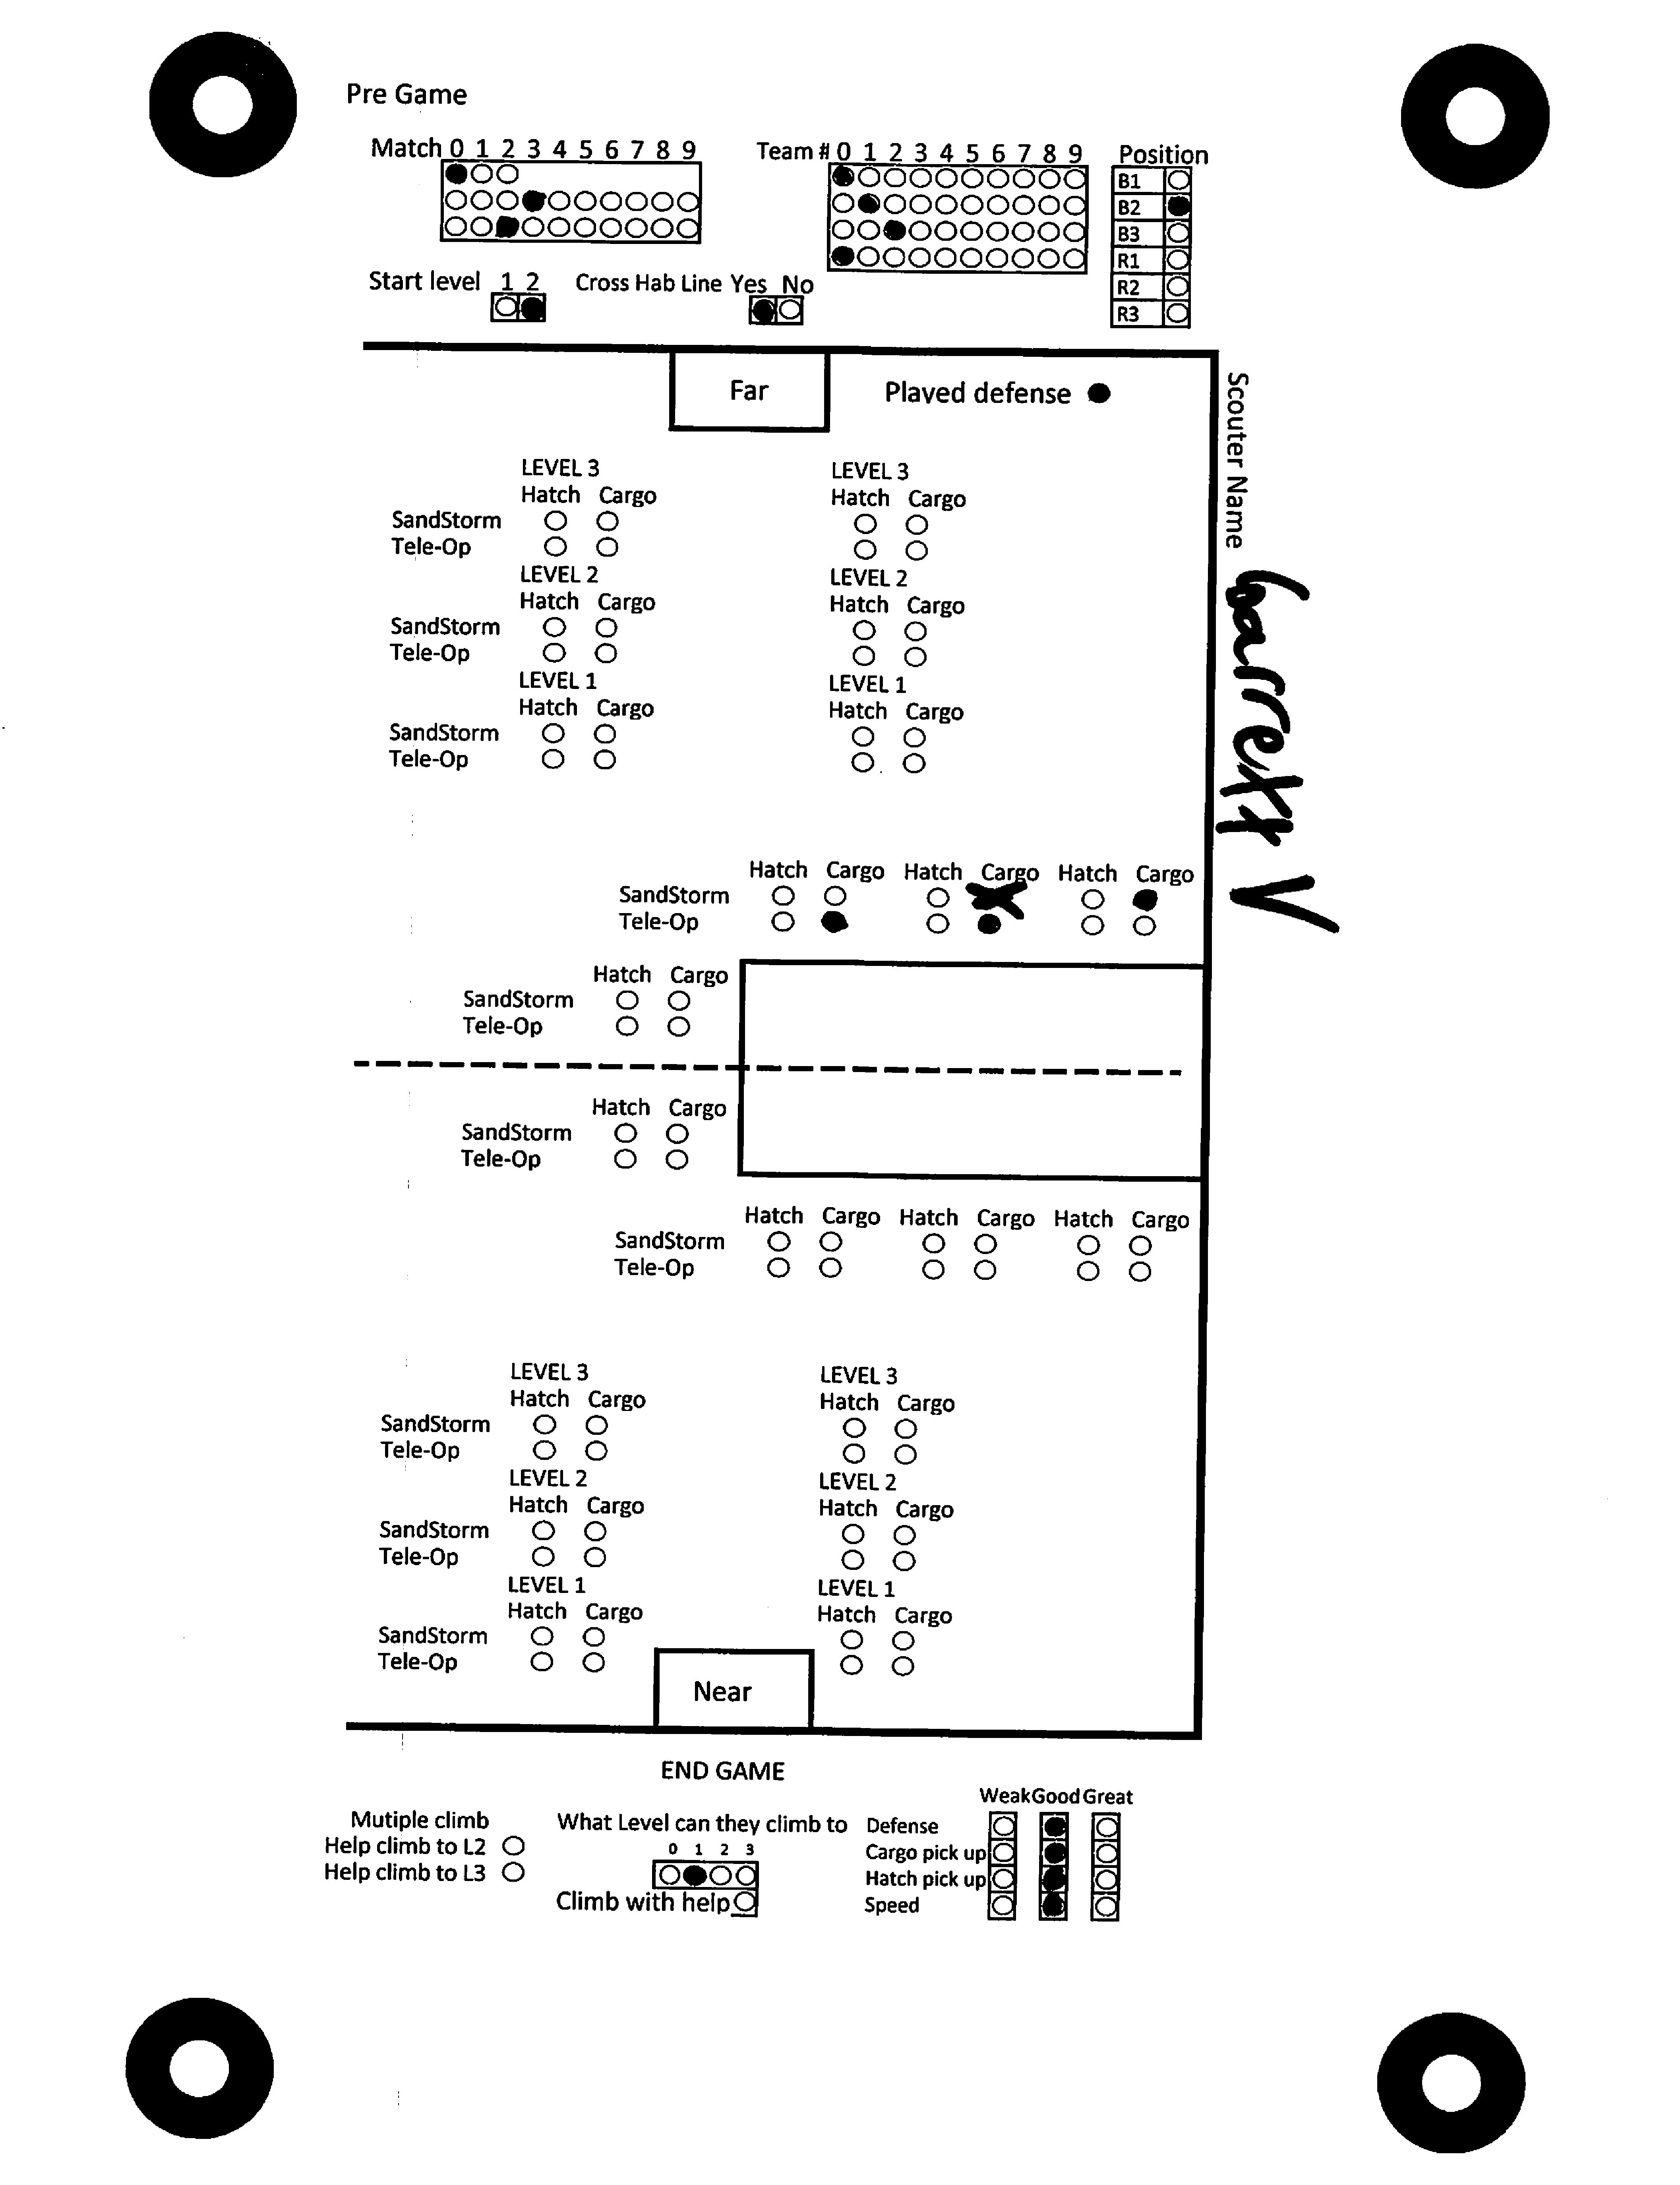 Pre Game
Match 0 1 2 3 4 5 6 7 8 9
Team # 0 1 2 3 4 5 6 7 8 9
Position
B1
B2
B3
R1
R2
R3
Start level 1 2
Cross Hab Line Yes No
Far
Played defense
Scouter Name Garrett V
LEVEL 3 LEVEL 3
Hatch Cargo Hatch Cargo
SandStorm
Tele-Op
LEVEL 2 LEVEL 2
Hatch Cargo Hatch Cargo
SandStorm
Tele-Op
LEVEL 1 LEVEL 1
Hatch Cargo Hatch Cargo
SandStorm
Tele-Op
Hatch Cargo Hatch Cargo Hatch Cargo
SandStorm
Tele-Op
Hatch Cargo
SandStorm
Tele-Op
Hatch Cargo
SandStorm
Tele-Op
Hatch Cargo Hatch Cargo Hatch Cargo
SandStorm
Tele-Op
LEVEL 3 LEVEL 3
Hatch Cargo Hatch Cargo
SandStorm
Tele-Op
LEVEL 2 LEVEL 2
Hatch Cargo Hatch Cargo
SandStorm
Tele-Op
LEVEL 1 LEVEL 1
Hatch Cargo Hatch Cargo
SandStorm
Tele-Op
Near
END GAME
Mutiple climb
Help climb to L2
Help climb to L3
What Level can they climb to
0 1 2 3
Climb with help
Weak Good Great
Defense
Cargo pick up
Hatch pick up
Speed